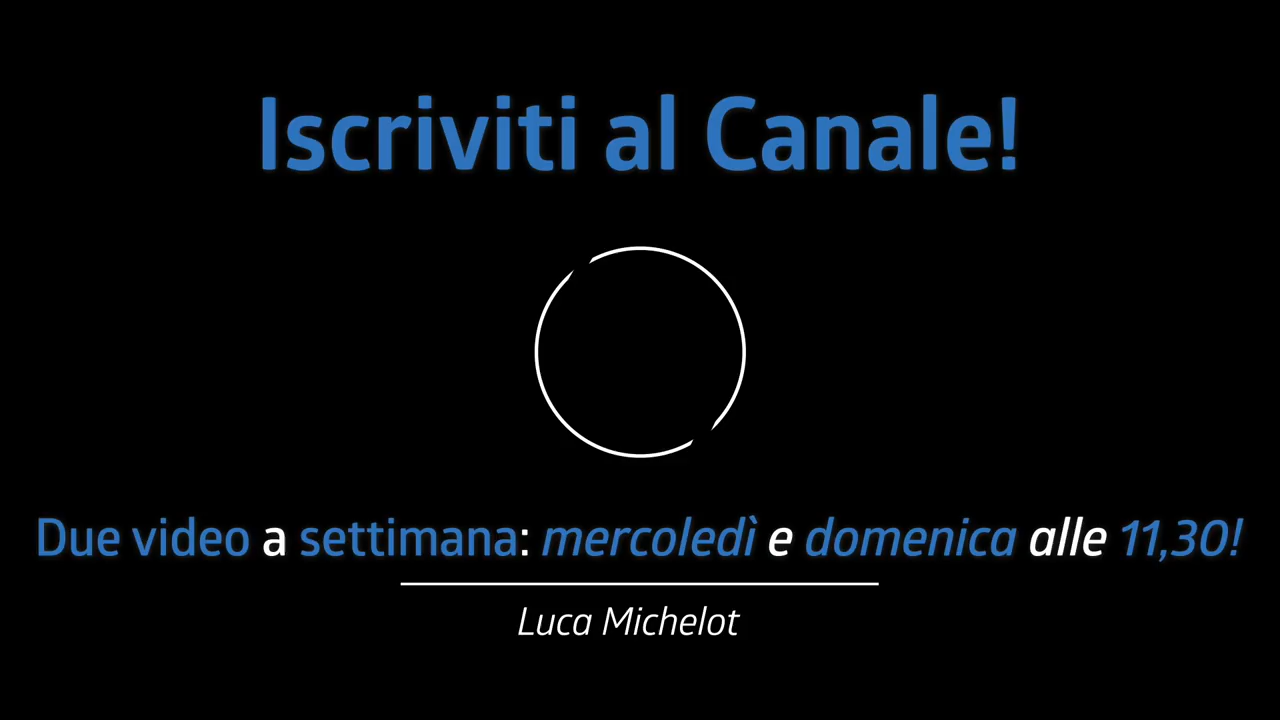 Iscriviti al Canale!
Due video a settimana: mercoledì e domenica alle 11,30!
Luca Michelot